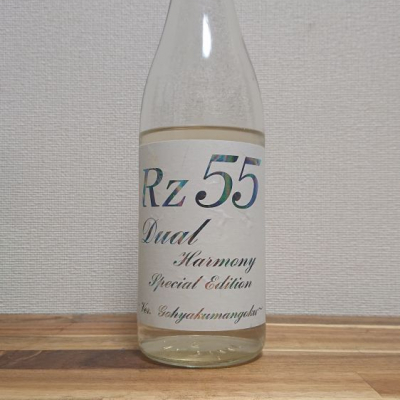 Rz 55
Dual
Harmony
Special Edition
Ver. Gohyakumangoku~